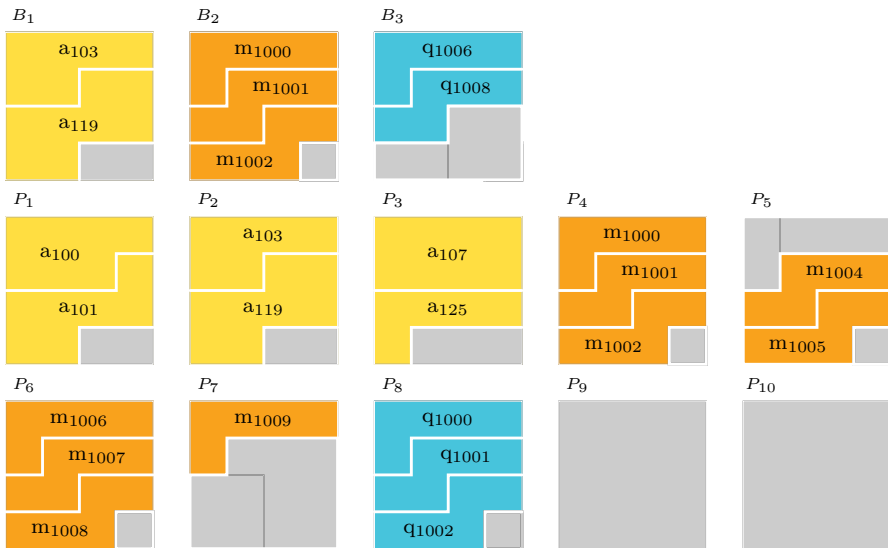 B1 B2 B3
a103 m1000 q1006
m1001 q1008
a119
m1002
P1 P2 P3 P4 P5
a103 m1000
a100 a107 m1001 m1004
a101 a119 a125
m1002 m1005
P6 P7 P8 P9 P10
m1006 m1009 q1000
m1007 q1001
m1008 q1002